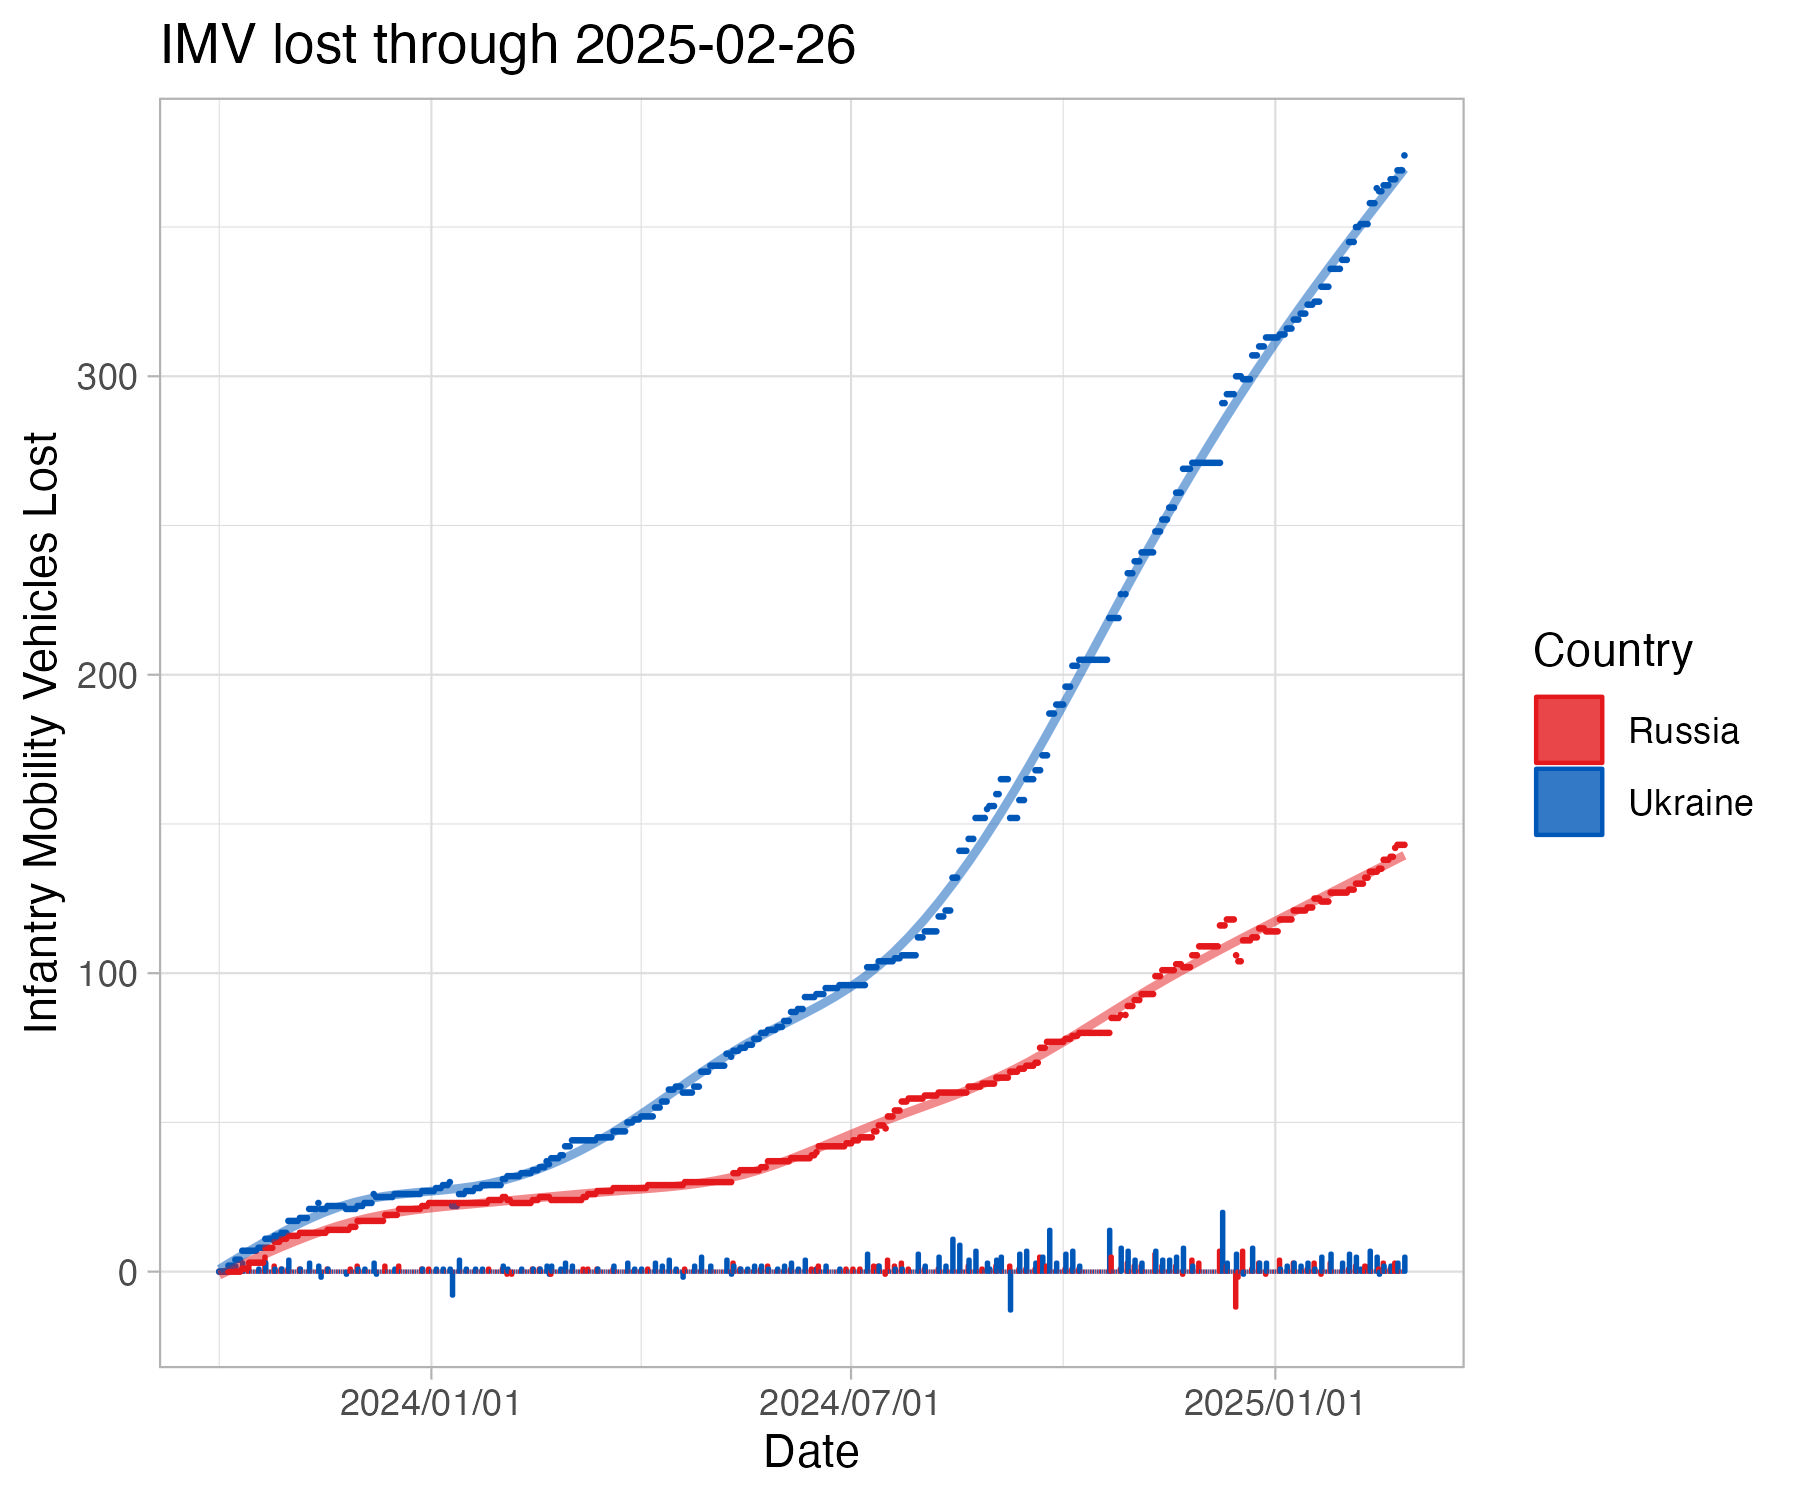 IMV lost through 2025-02-26
Infantry Mobility Vehicles Lost
300
200
100
0
2024/01/01
2024/07/01
2025/01/01
Date
Country
Russia
Ukraine